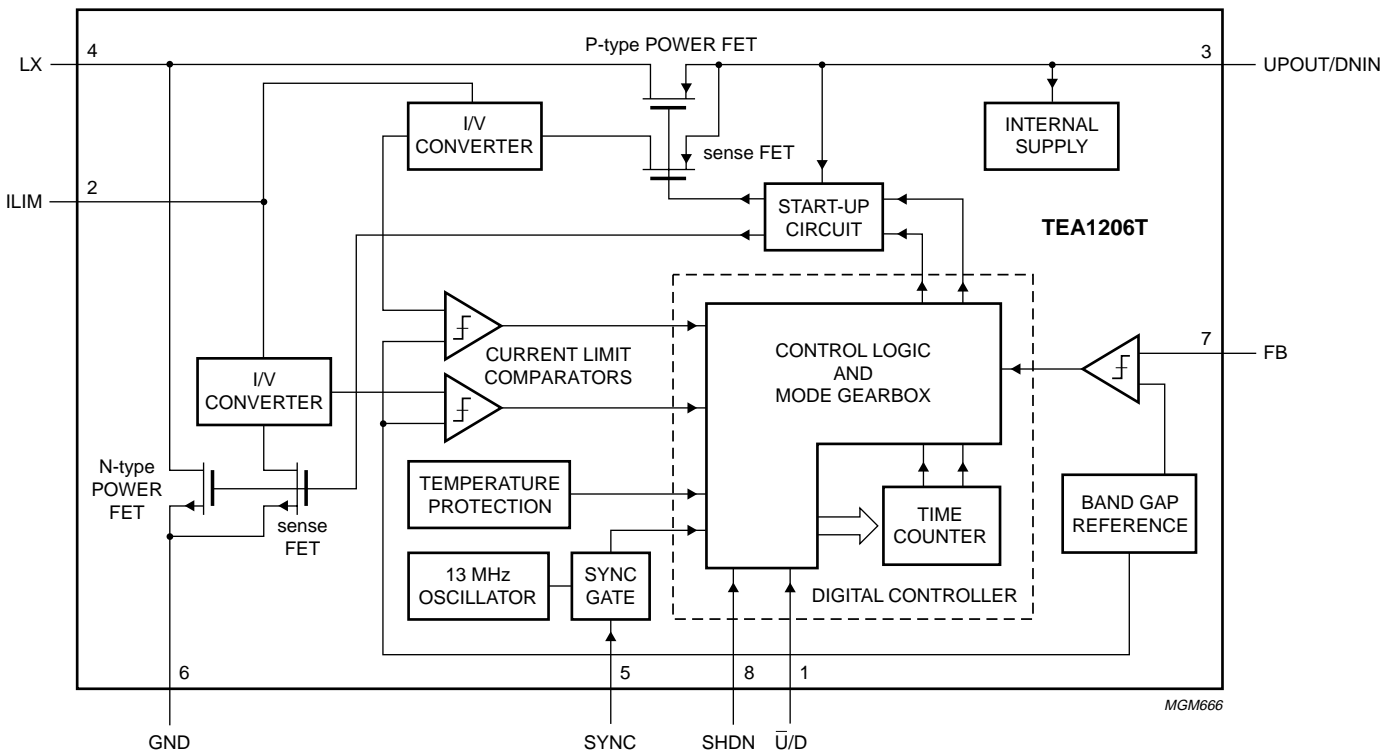 4
P-type POWER FET
3
LX
UPOUT/DNIN
I/V
CONVERTER
INTERNAL
SUPPLY
sense FET
2
ILIM
START-UP
CIRCUIT
TEA1206T
CURRENT LIMIT
COMPARATORS
CONTROL LOGIC
AND
MODE GEARBOX
7
FB
I/V
CONVERTER
N-type
POWER
FET
sense
FET
TEMPERATURE
PROTECTION
TIME
COUNTER
BAND GAP
REFERENCE
13 MHz
OSCILLATOR
SYNC
GATE
DIGITAL CONTROLLER
6
5
8
1
MGM666
GND
SYNC
SHDN
U̅/D